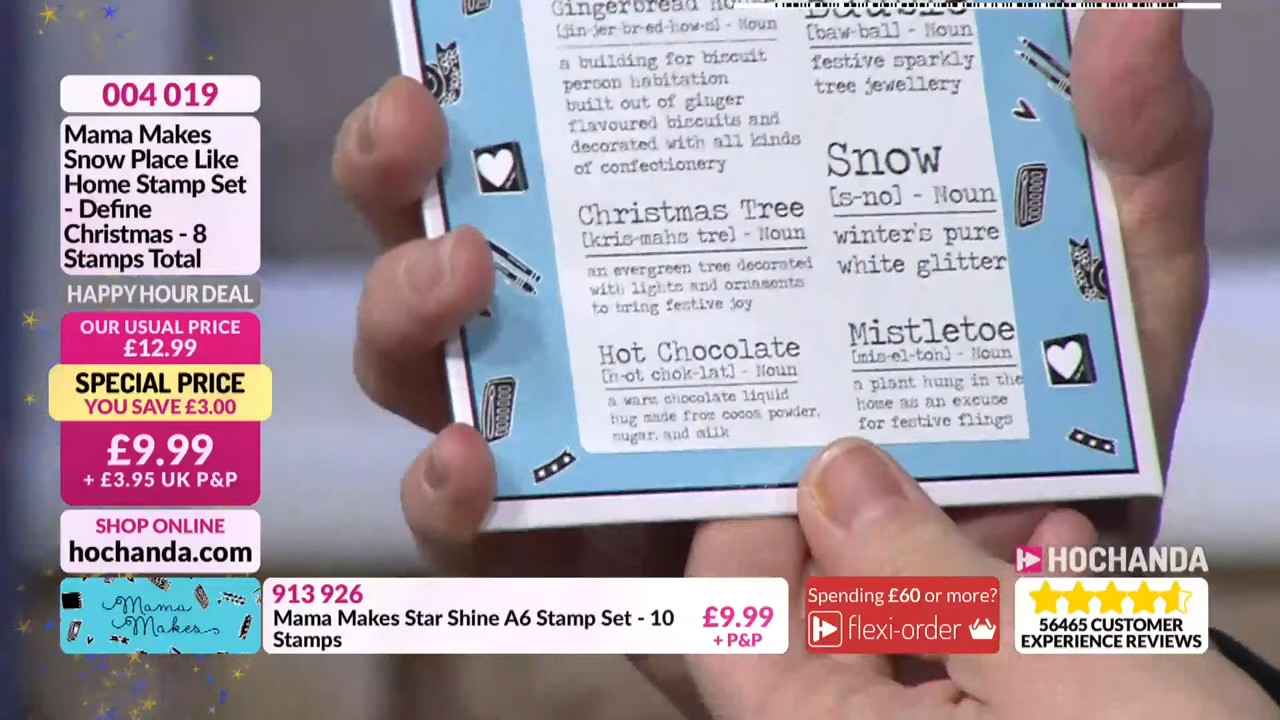 004 019
Mama Makes
Snow Place Like
Home Stamp Set
- Define
Christmas - 8
Stamps Total
HAPPY HOUR DEAL
OUR USUAL PRICE
£12.99
SPECIAL PRICE
YOU SAVE £3.00
£9.99
+ £3.95 UK P&P
SHOP ONLINE
hochanda.com
Gingerbread
[jin-jer br-ed-how-s] - Noun
a building for biscuit
person habitation
built out of ginger
flavoured biscuits and
decorated with all kinds
of confectionery
Christmas Tree
[kris-mahs tre] - Noun
an evergreen tree decorated
with lights and ornaments
to bring festive joy
Hot Chocolate
[h-ot chok-lat] - Noun
a warm chocolate liquid
hug made from cocoa powder,
sugar, and milk
[baw-bal] - Noun
festive sparkly
tree jewellery
Snow
[s-no] - Noun
winter's pure
white glitter
Mistletoe
[mis-el-toh] - Noun
a plant hung in the
home as an excuse
for festive flings
Mama
Makes
913 926
Mama Makes Star Shine A6 Stamp Set - 10
Stamps
£9.99
+ P&P
Spending £60 or more?
flexi-order
HOCHANDA
56465 CUSTOMER
EXPERIENCE REVIEWS